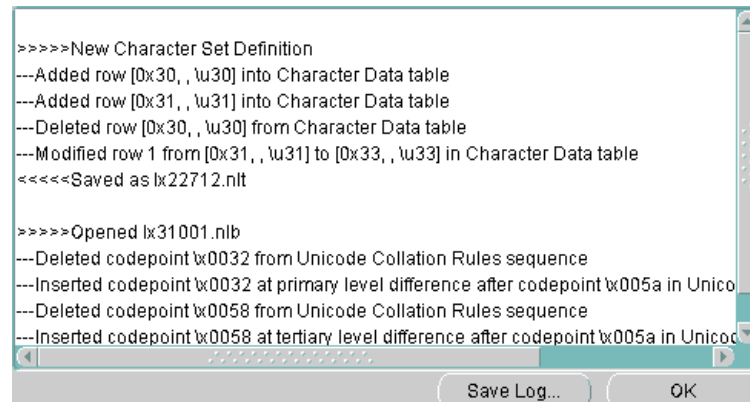 >>>>>New Character Set Definition
---Added row [0x30, , \u30] into Character Data table
---Added row [0x31, , \u31] into Character Data table
---Deleted row [0x30, , \u30] from Character Data table
---Modified row 1 from [0x31, , \u31] to [0x33, , \u33] in Character Data table
<<<<<Saved as lx22712.nlt
>>>>>Opened lx31001.nlb
---Deleted codepoint \x0032 from Unicode Collation Rules sequence
---Inserted codepoint \x0032 at primary level difference after codepoint \x005a in Unico
---Deleted codepoint \x0058 from Unicode Collation Rules sequence
---Inserted codepoint \x0058 at tertiary level difference after codepoint \x005a in Unicod
Save Log... OK